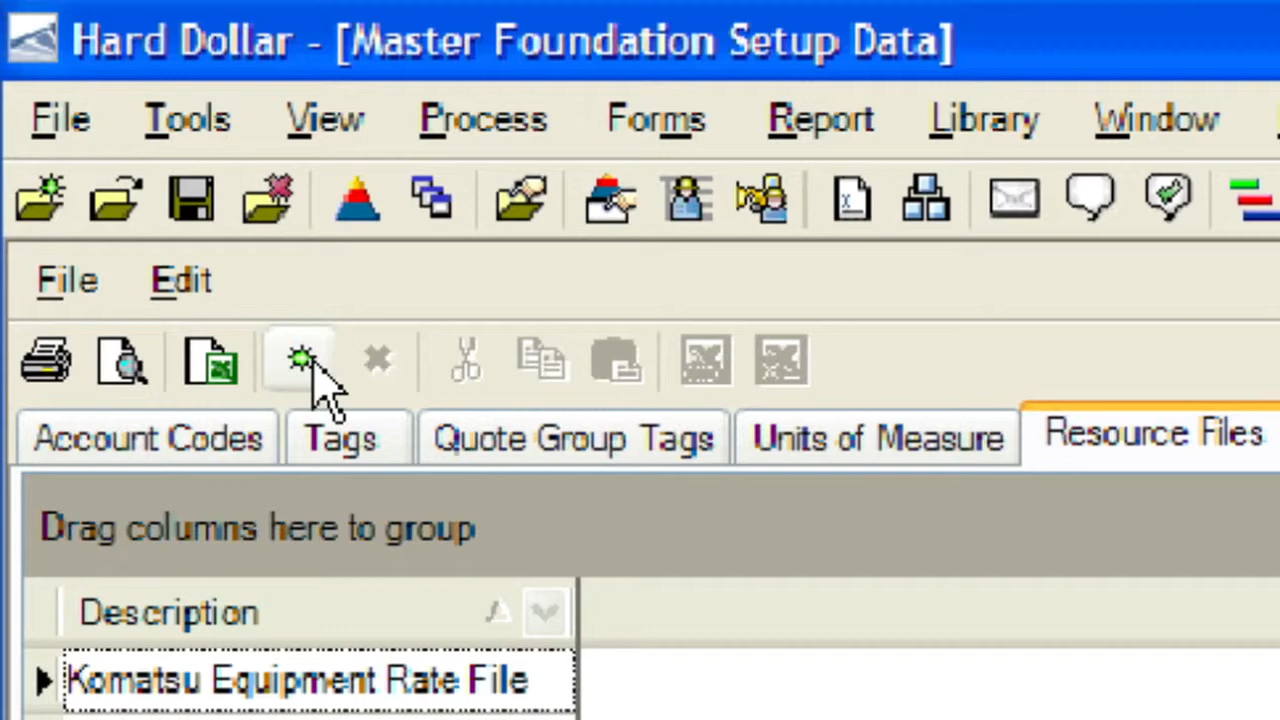 Hard Dollar - [Master Foundation Setup Data]
File Tools View Process Forms Report Library Window
File Edit
Account Codes Tags Quote Group Tags Units of Measure Resource Files
Drag columns here to group
Description
Komatsu Equipment Rate File